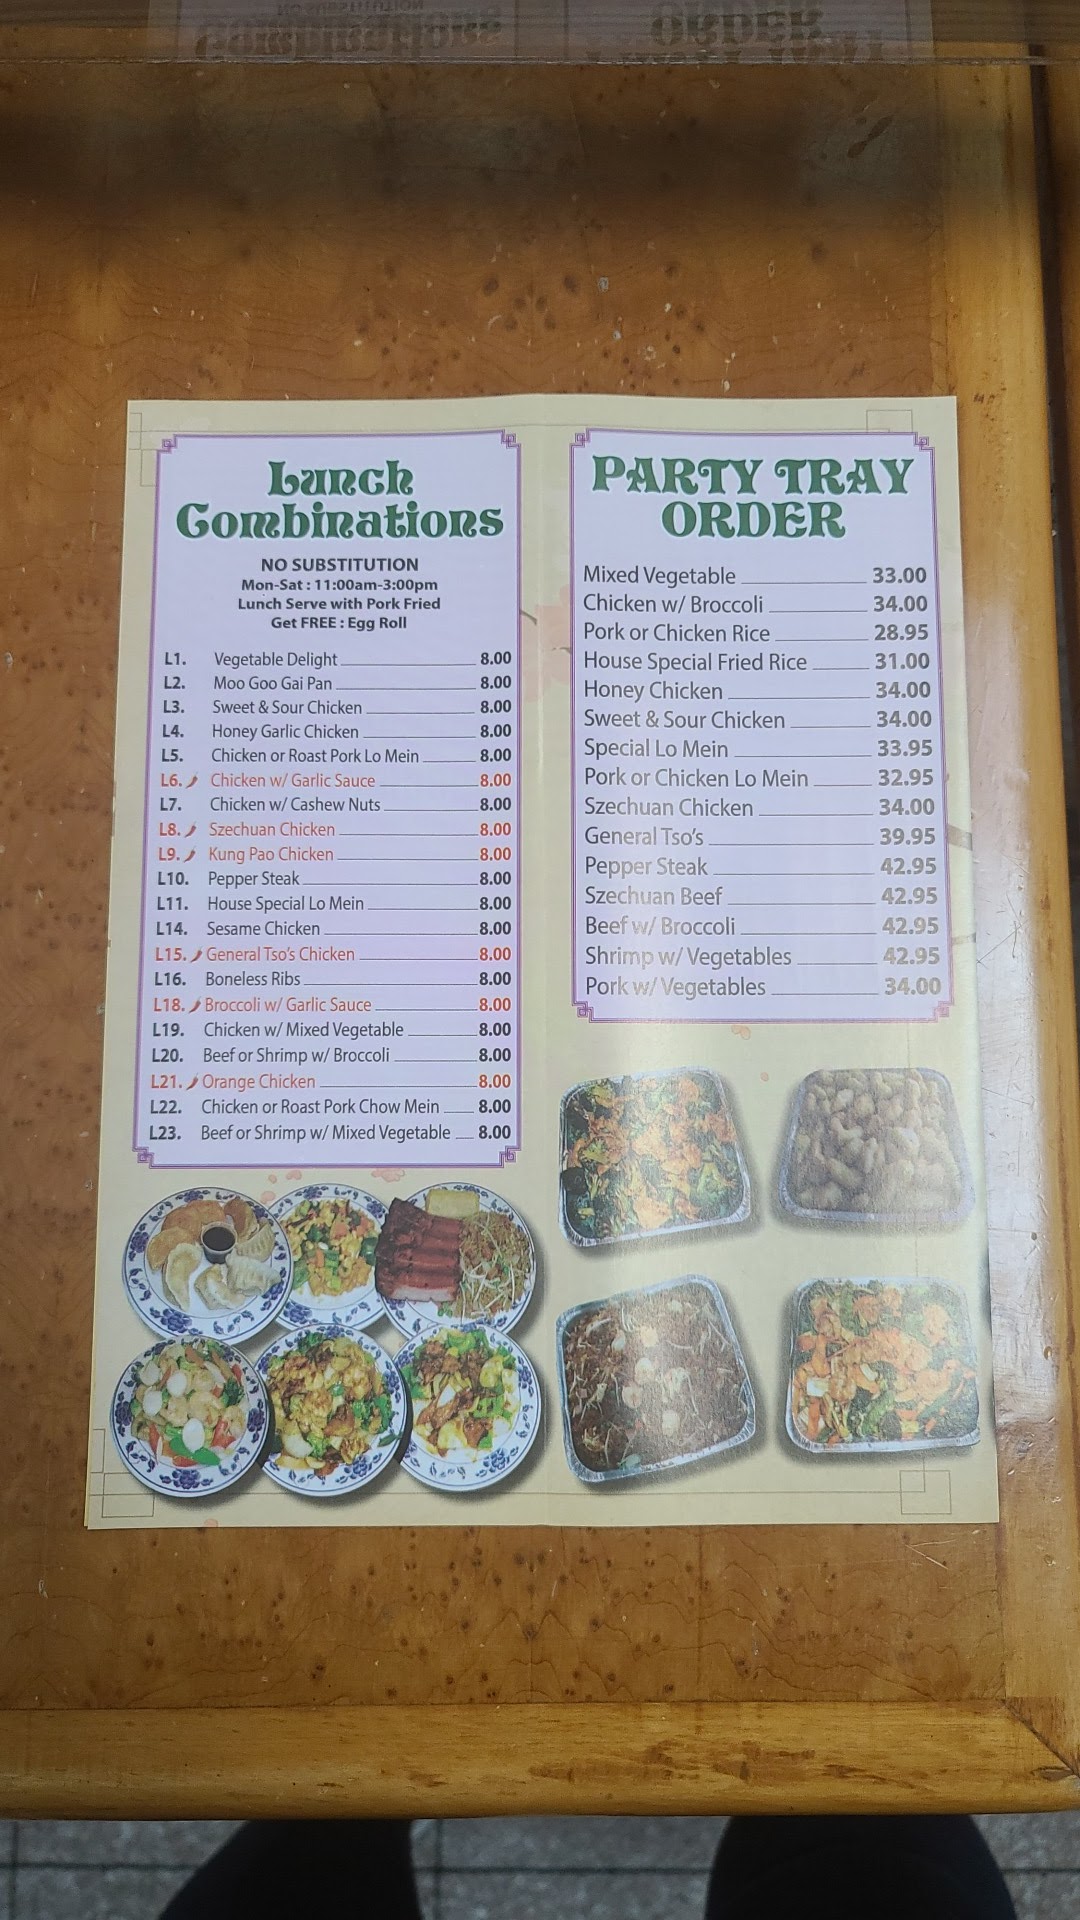 Lunch
Combinations
NO SUBSTITUTION
Mon-Sat : 11:00am-3:00pm
Lunch Serve with Pork Fried
Get FREE : Egg Roll
L1. Vegetable Delight 8.00
L2. Moo Goo Gai Pan 8.00
L3. Sweet & Sour Chicken 8.00
L4. Honey Garlic Chicken 8.00
L5. Chicken or Roast Pork Lo Mein 8.00
L6. Chicken w/ Garlic Sauce 8.00
L7. Chicken w/ Cashew Nuts 8.00
L8. Szechuan Chicken 8.00
L9. Kung Pao Chicken 8.00
L10. Pepper Steak 8.00
L11. House Special Lo Mein 8.00
L14. Sesame Chicken 8.00
L15. General Tso's Chicken 8.00
L16. Boneless Ribs 8.00
L18. Broccoli w/ Garlic Sauce 8.00
L19. Chicken w/ Mixed Vegetable 8.00
L20. Beef or Shrimp w/ Broccoli 8.00
L21. Orange Chicken 8.00
L22. Chicken or Roast Pork Chow Mein 8.00
L23. Beef or Shrimp w/ Mixed Vegetable 8.00
PARTY TRAY
ORDER
Mixed Vegetable 33.00
Chicken w/ Broccoli 34.00
Pork or Chicken Rice 28.95
House Special Fried Rice 31.00
Honey Chicken 34.00
Sweet & Sour Chicken 34.00
Special Lo Mein 33.95
Pork or Chicken Lo Mein 32.95
Szechuan Chicken 34.00
General Tso's 39.95
Pepper Steak 42.95
Szechuan Beef 42.95
Beef w/ Broccoli 42.95
Shrimp w/ Vegetables 42.95
Pork w/ Vegetables 34.00